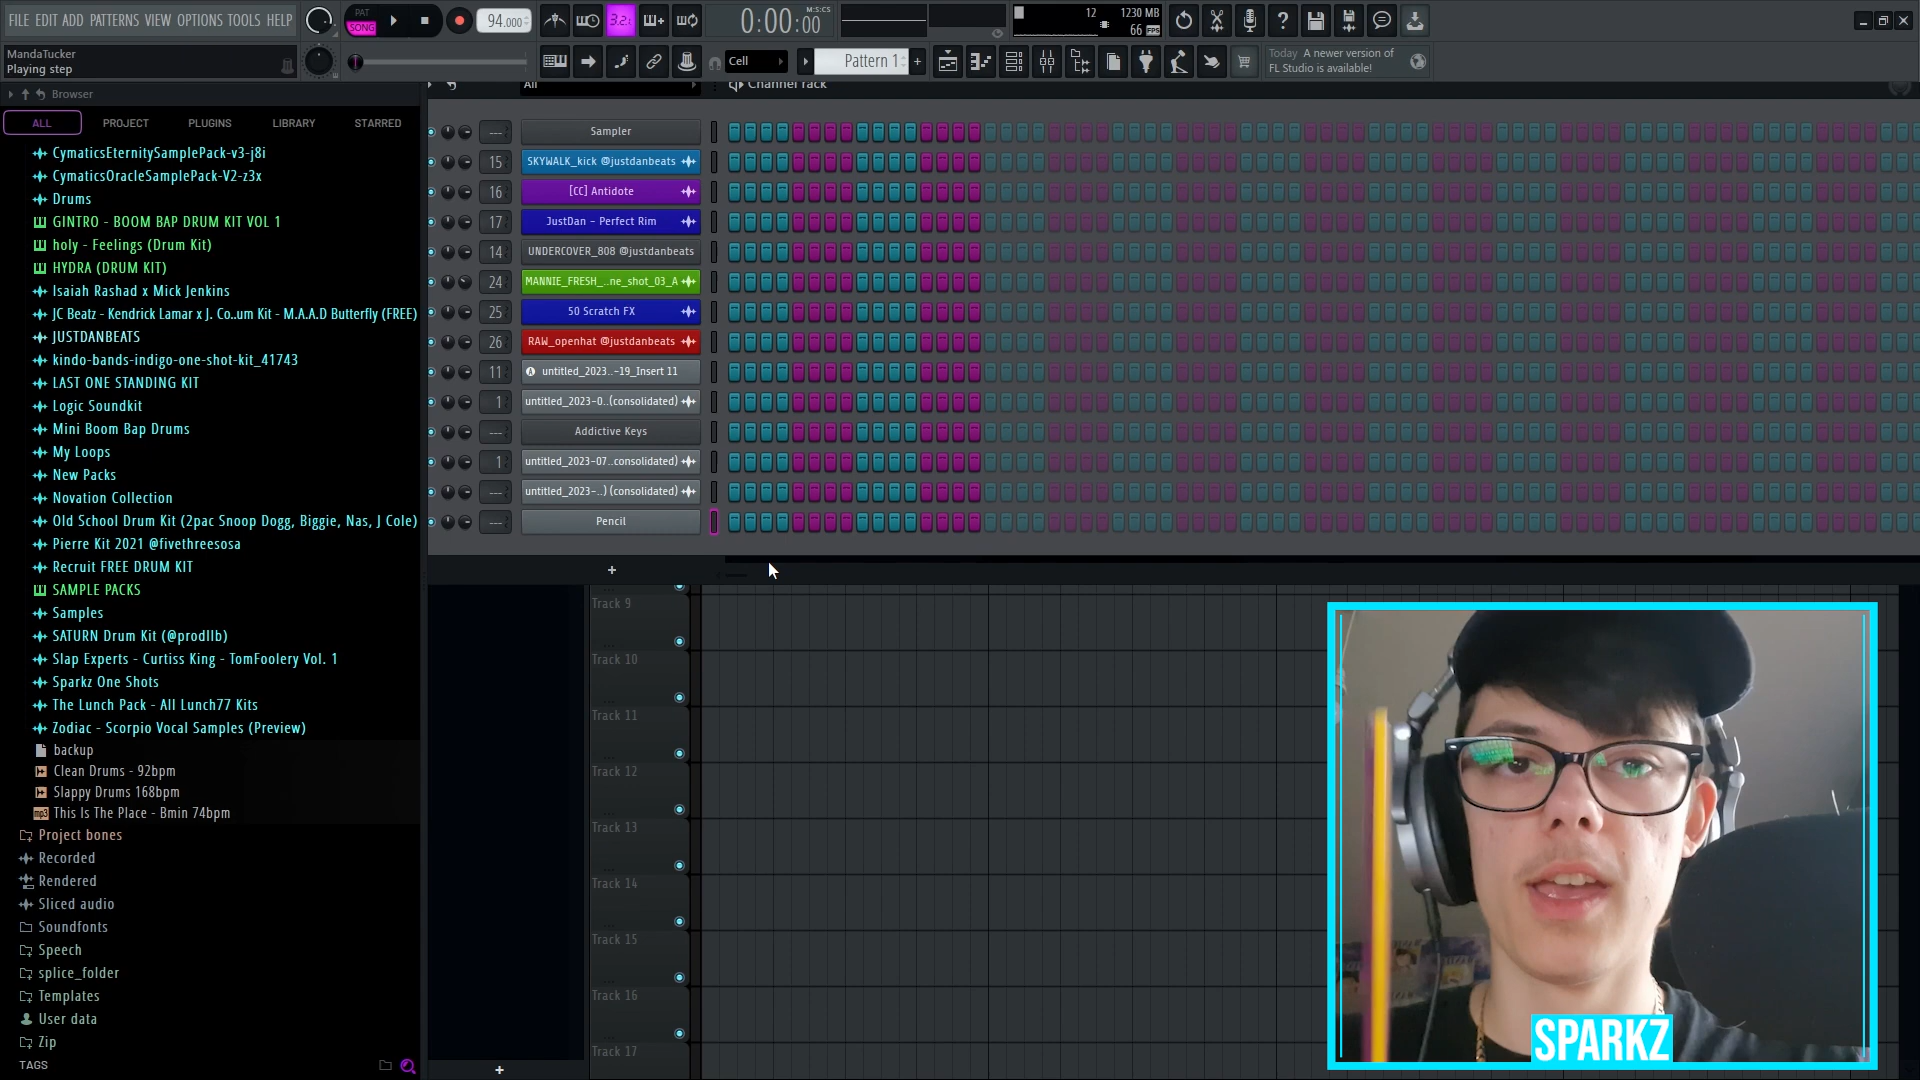 FILE EDIT ADD PATTERNS VIEW OPTIONS TOOLS HELP
PAT
SONG
94.000
3.2.
0:00:00
M:S:CS
12
1230 MB
66
FPS
MandaTucker
Playing step
Cell
Pattern 1
+
Today A newer version of
FL Studio is available!
Browser
ALL
PROJECT
PLUGINS
LIBRARY
STARRED
CymaticsEternitySamplePack-v3-j8i
CymaticsOracleSamplePack-V2-z3x
Drums
GINTRO - BOOM BAP DRUM KIT VOL 1
holy - Feelings (Drum Kit)
HYDRA (DRUM KIT)
Isaiah Rashad x Mick Jenkins
JC Beatz - Kendrick Lamar x J. Co..um Kit - M.A.A.D Butterfly (FREE)
JUSTDANBEATS
kindo-bands-indigo-one-shot-kit_41743
LAST ONE STANDING KIT
Logic Soundkit
Mini Boom Bap Drums
My Loops
New Packs
Novation Collection
Old School Drum Kit (2pac Snoop Dogg, Biggie, Nas, J Cole)
Pierre Kit 2021 @fivethreesosa
Recruit FREE DRUM KIT
SAMPLE PACKS
Samples
SATURN Drum Kit (@prodllb)
Slap Experts - Curtiss King - TomFoolery Vol. 1
Sparkz One Shots
The Lunch Pack - All Lunch77 Kits
Zodiac - Scorpio Vocal Samples (Preview)
backup
Clean Drums - 92bpm
Slappy Drums 168bpm
mp3 This Is The Place - Bmin 74bpm
Project bones
Recorded
Rendered
Sliced audio
Soundfonts
Speech
splice_folder
Templates
User data
Zip
TAGS
All
Channel rack
--- Sampler
15 SKYWALK_kick @justdanbeats
16 [CC] Antidote
17 JustDan - Perfect Rim
14 UNDERCOVER_808 @justdanbeats
24 MANNIE_FRESH_..ne_shot_03_A
25 50 Scratch FX
26 RAW_openhat @justdanbeats
11 untitled_2023..-19_Insert 11
1 untitled_2023-0..(consolidated)
--- Addictive Keys
1 untitled_2023-07..consolidated)
--- untitled_2023-..) (consolidated)
--- Pencil
+
Track 9
Track 10
Track 11
Track 12
Track 13
Track 14
Track 15
Track 16
Track 17
+
SPARKZ